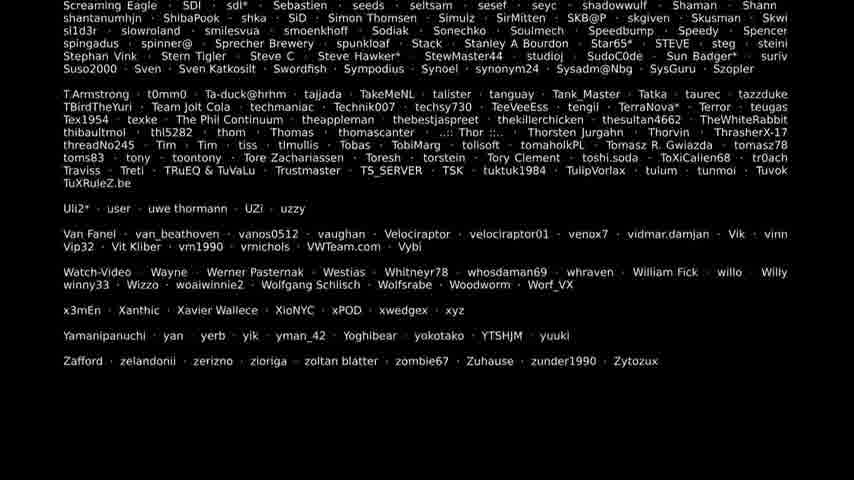 Screaming Eagle · SDI · sdl* · Sebastien · seeds · seltsam · sesef · seyc · shadowwulf · Shaman · Shann
shantanumhjn · ShibaPook · shka · SiD · Simon Thomsen · Simulz · SirMitten · SKB@P · skgiven · Skusman · Skwi
si1d3r · slowroland · smilesvua · smoenkhoff · Sodiak · Sonechko · Soulmech · Speedbump · Speedy · Spencer
spingadus · spinner@ · Sprecher Brewery · spunkloaf · Stack · Stanley A Bourdon · Star65* · STE\/E · steg · steini
Stephan Vink · Stern Tigler · Steve C · Steve Hawker* · StewMaster44 · studioj · SudoC0de · Sun Badger* · suriv
Suso2000 · Sven · Sven Katkosilt · Swordfish · Sympodius · Synoel · synonym24 · Sysadm@Nbg · SysGuru · Szopler
T.Armstrong · t0mm0 · Ta-duck@hrhm · tajjada · TakeMeNL · talister · tanguay · Tank_Master · Tatka · taurec · tazzduke
TBirdTheYuri · Team Jolt Cola · techmaniac · Technik007 · techsy730 · TeeVeeEss · tengii · TerraNova* · Terror · teugas
Tex1954 · texke · The Phil Continuum · theappleman · thebestjaspreet · thekillerchicken · thesultan4662 · TheWhiteRabbit
thibaultmol · thl5282 · thom · Thomas · thomascanter · ..:: Thor ::.. · Thorsten Jurgahn · Thorvin · ThrasherX-17
threadNo245 · Tim · Tim · tiss · tlmullis · Tobas · TobiMarg · tolisoft · tomaholkPL · Tomasz R. Gwiazda · tomasz78
toms83 · tony · toontony · Tore Zachariassen · Toresh · torstein · Tory Clement · toshi.soda · ToXiCalien68 · tr0ach
Traviss · Treti · TRuEQ & TuVaLu · Trustmaster · TS_SERVER · TSK · tuktuk1984 · TulipVorlax · tulum · tunmoi · Tuvok
TuXRuleZ.be
Uli2* · user · uwe thormann · UZi · uzzy
Van Fanel · van_beathoven · vanos0512 · vaughan · Velociraptor · velociraptor01 · venox7 · vidmar.damjan · Vik · vinn
Vip32 · Vit Kliber · vm1990 · vrnichols · VWTeam.com · Vybi
Watch-Video · Wayne · Werner Pasternak · Westias · Whitneyr78 · whosdaman69 · whraven · William Fick · willo · Willy
winny33 · Wizzo · woaiwinnie2 · Wolfgang Schlisch · Wolfsrabe · Woodworm · Worf_VX
x3mEn · Xanthic · Xavier Wallece · XioNYC · xPOD · xwedgex · xyz
Yamanipanuchi · yan · yerb · yik · yman_42 · Yoghibear · yokotako · YTSHJM · yuuki
Zafford · zelandonii · zerizno · zioriga · zoltan blatter · zombie67 · Zuhause · zunder1990 · Zytozux